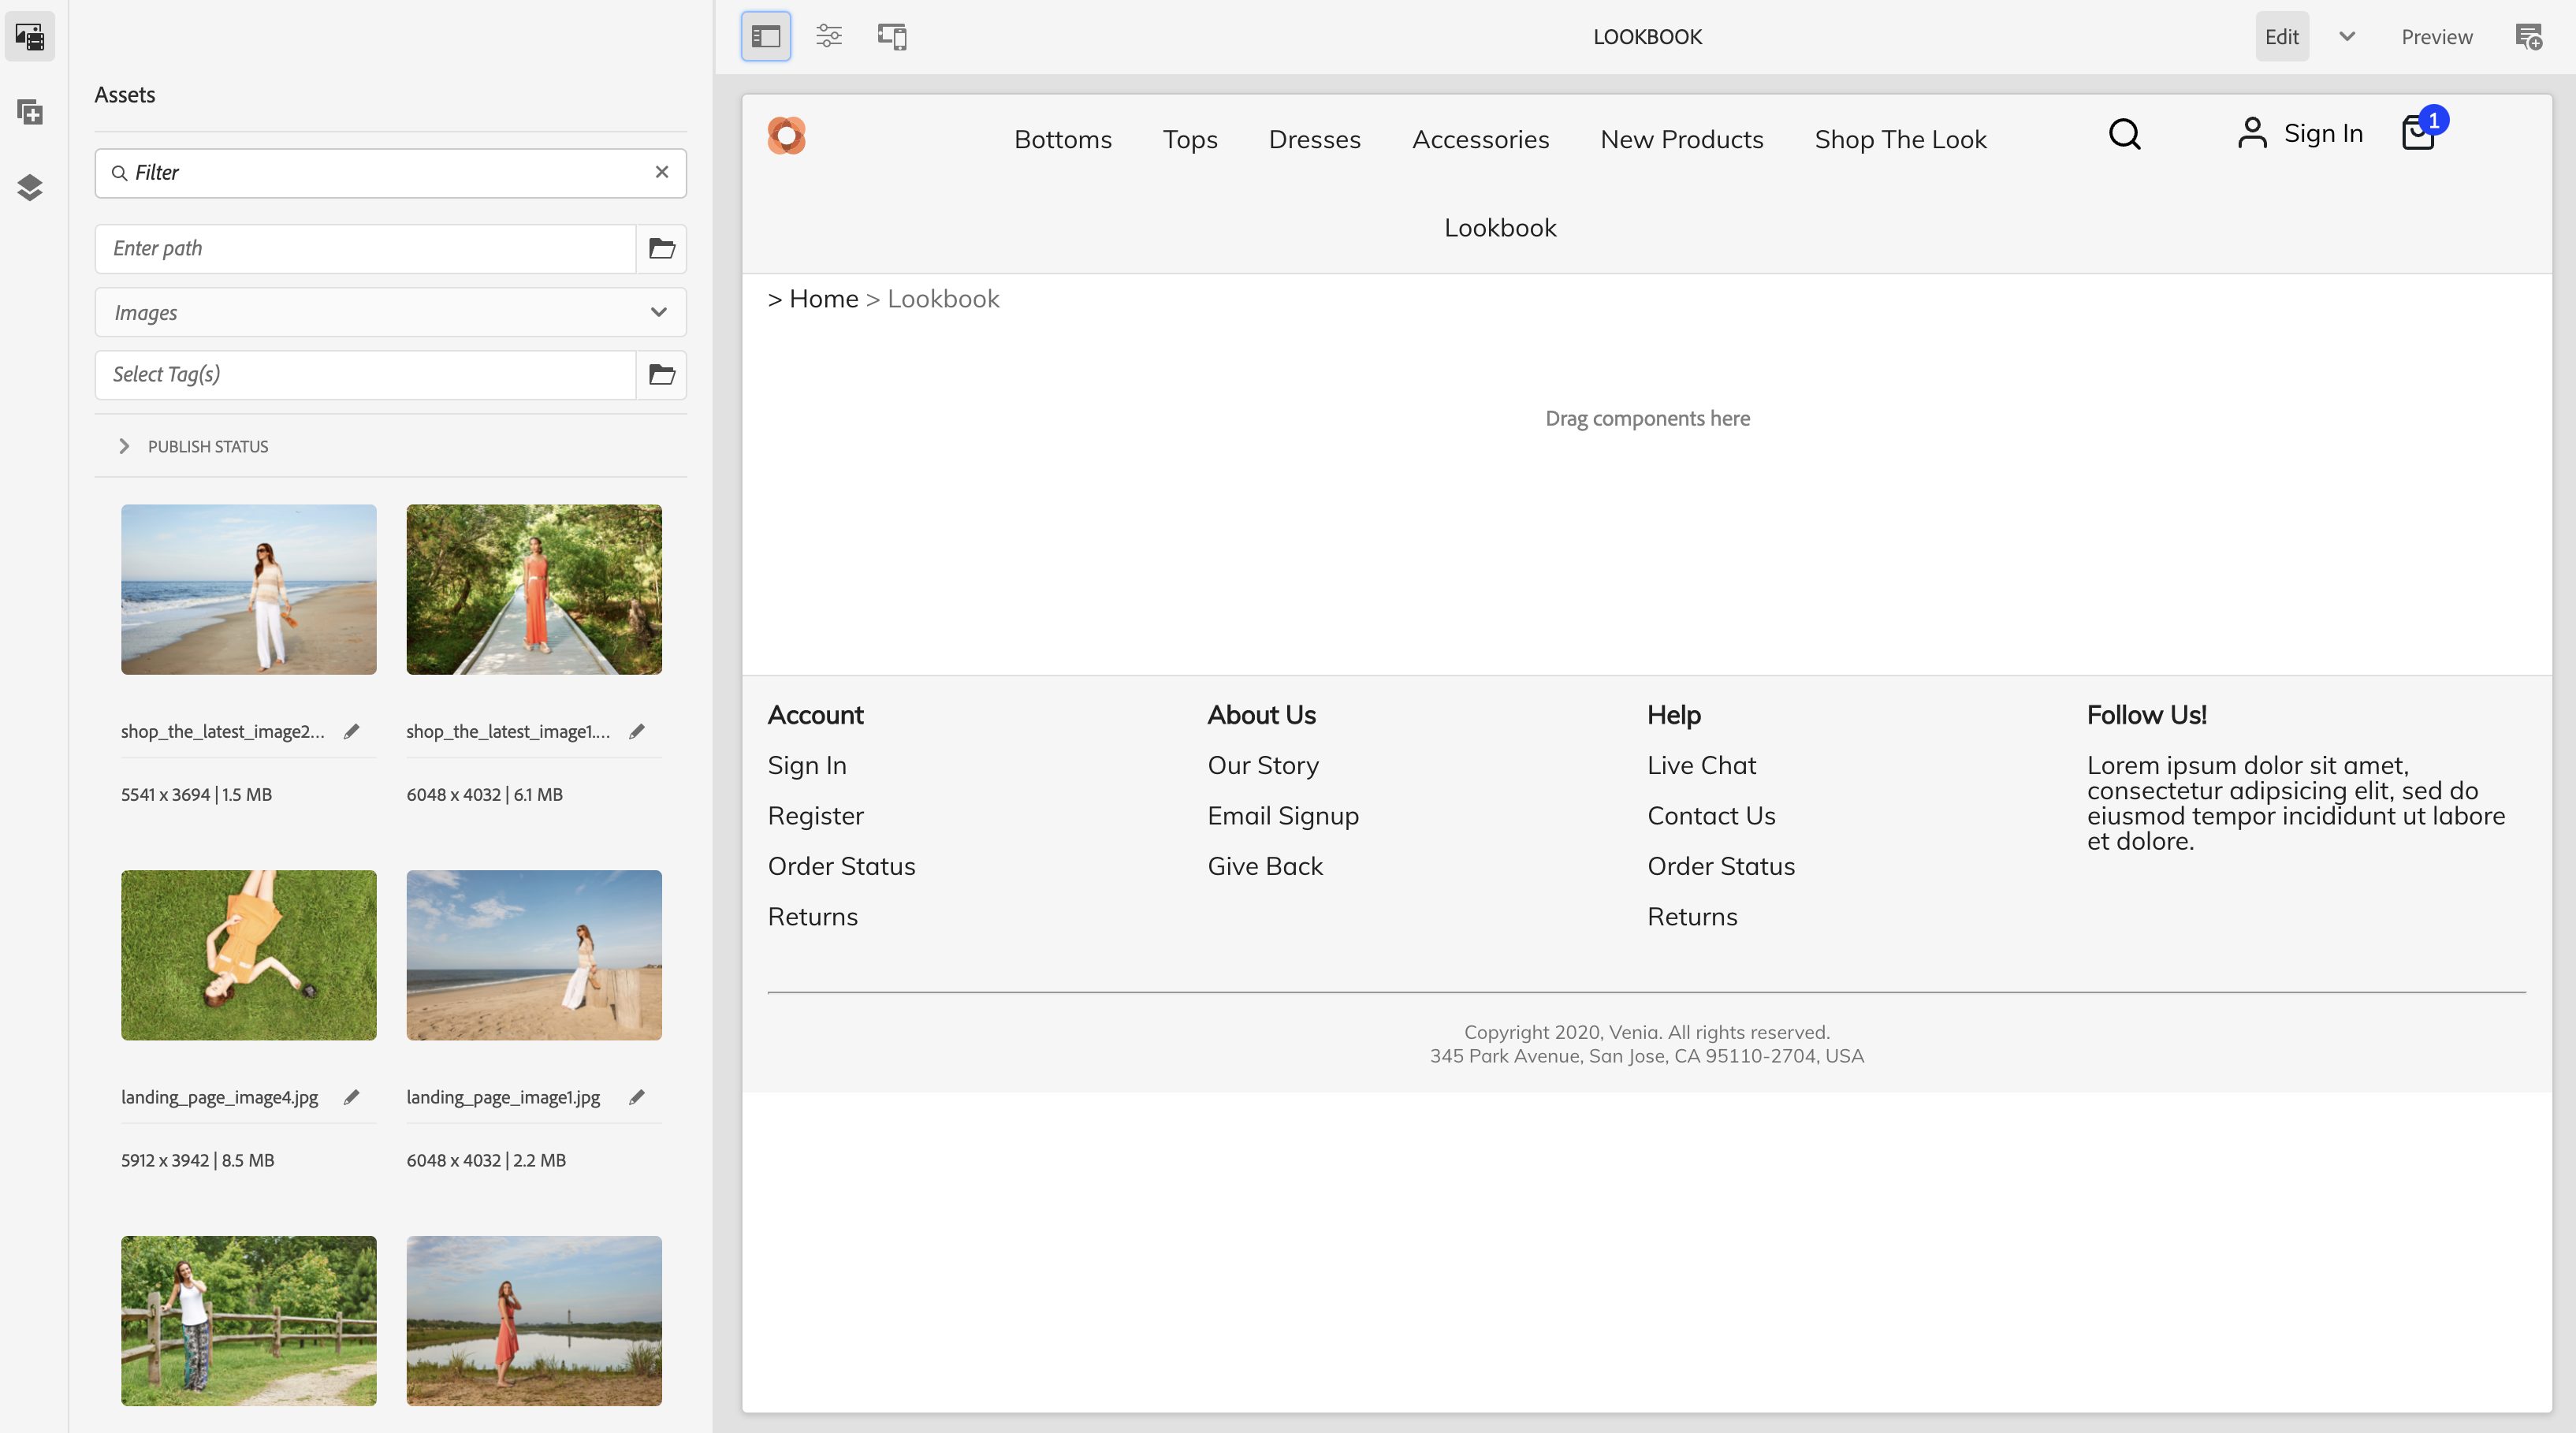 LOOKBOOK
Edit
Preview
Assets
Filter
Enter path
Images
Select Tag(s)
PUBLISH STATUS
shop_the_latest_image2...
shop_the_latest_image1....
5541 x 3694 | 1.5 MB
6048 x 4032 | 6.1 MB
landing_page_image4.jpg
landing_page_image1.jpg
5912 x 3942 | 8.5 MB
6048 x 4032 | 2.2 MB
Bottoms Tops Dresses Accessories New Products Shop The Look
Sign In
1
Lookbook
> Home > Lookbook
Drag components here
Account
Sign In
Register
Order Status
Returns
About Us
Our Story
Email Signup
Give Back
Help
Live Chat
Contact Us
Order Status
Returns
Follow Us!
Lorem ipsum dolor sit amet,
consectetur adipsicing elit, sed do
eiusmod tempor incididunt ut labore
et dolore.
Copyright 2020, Venia. All rights reserved.
345 Park Avenue, San Jose, CA 95110-2704, USA